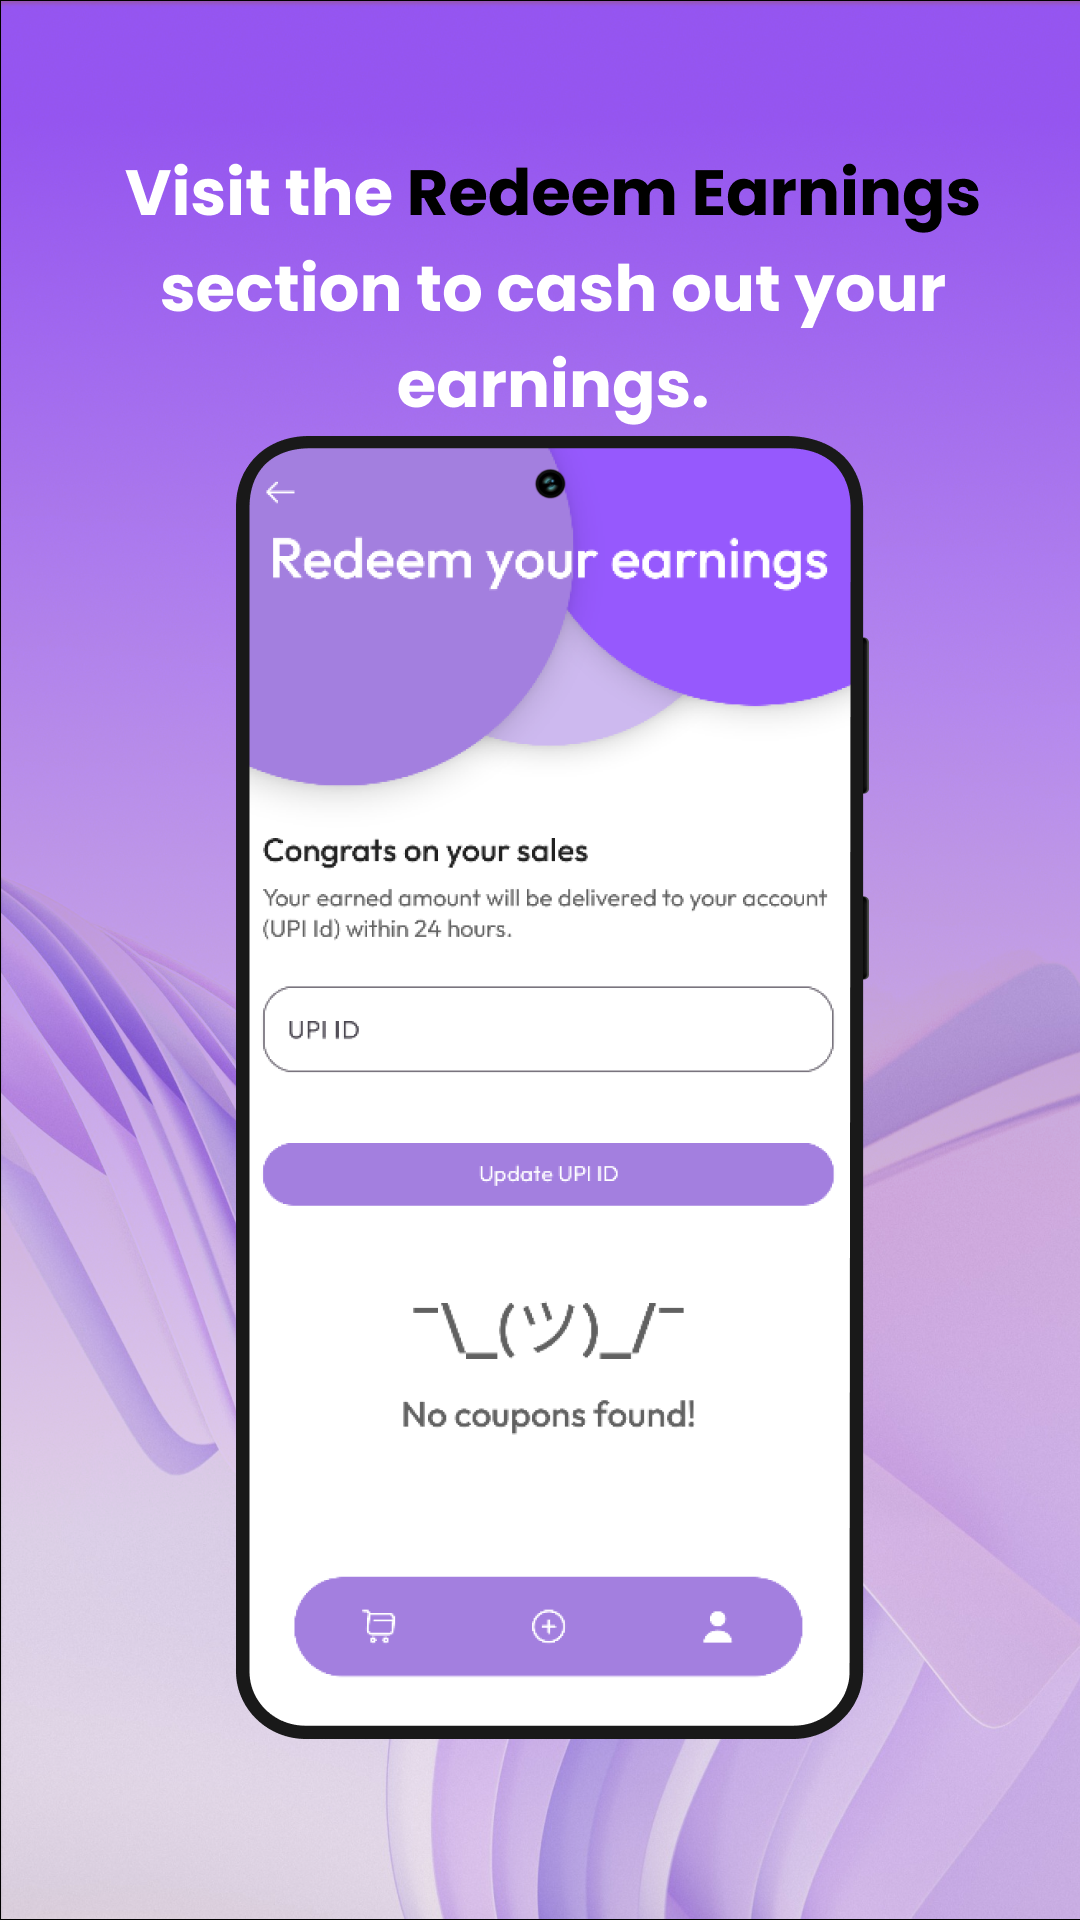 Visit the Redeem Earnings
section to cash out your
earnings.
Redeem your earnings
Congrats on your sales
Your earned amount will be delivered to your account
(UPI Id) within 24 hours.
UPI ID
Update UPI ID
¯\_(ツ)_/¯
No coupons found!